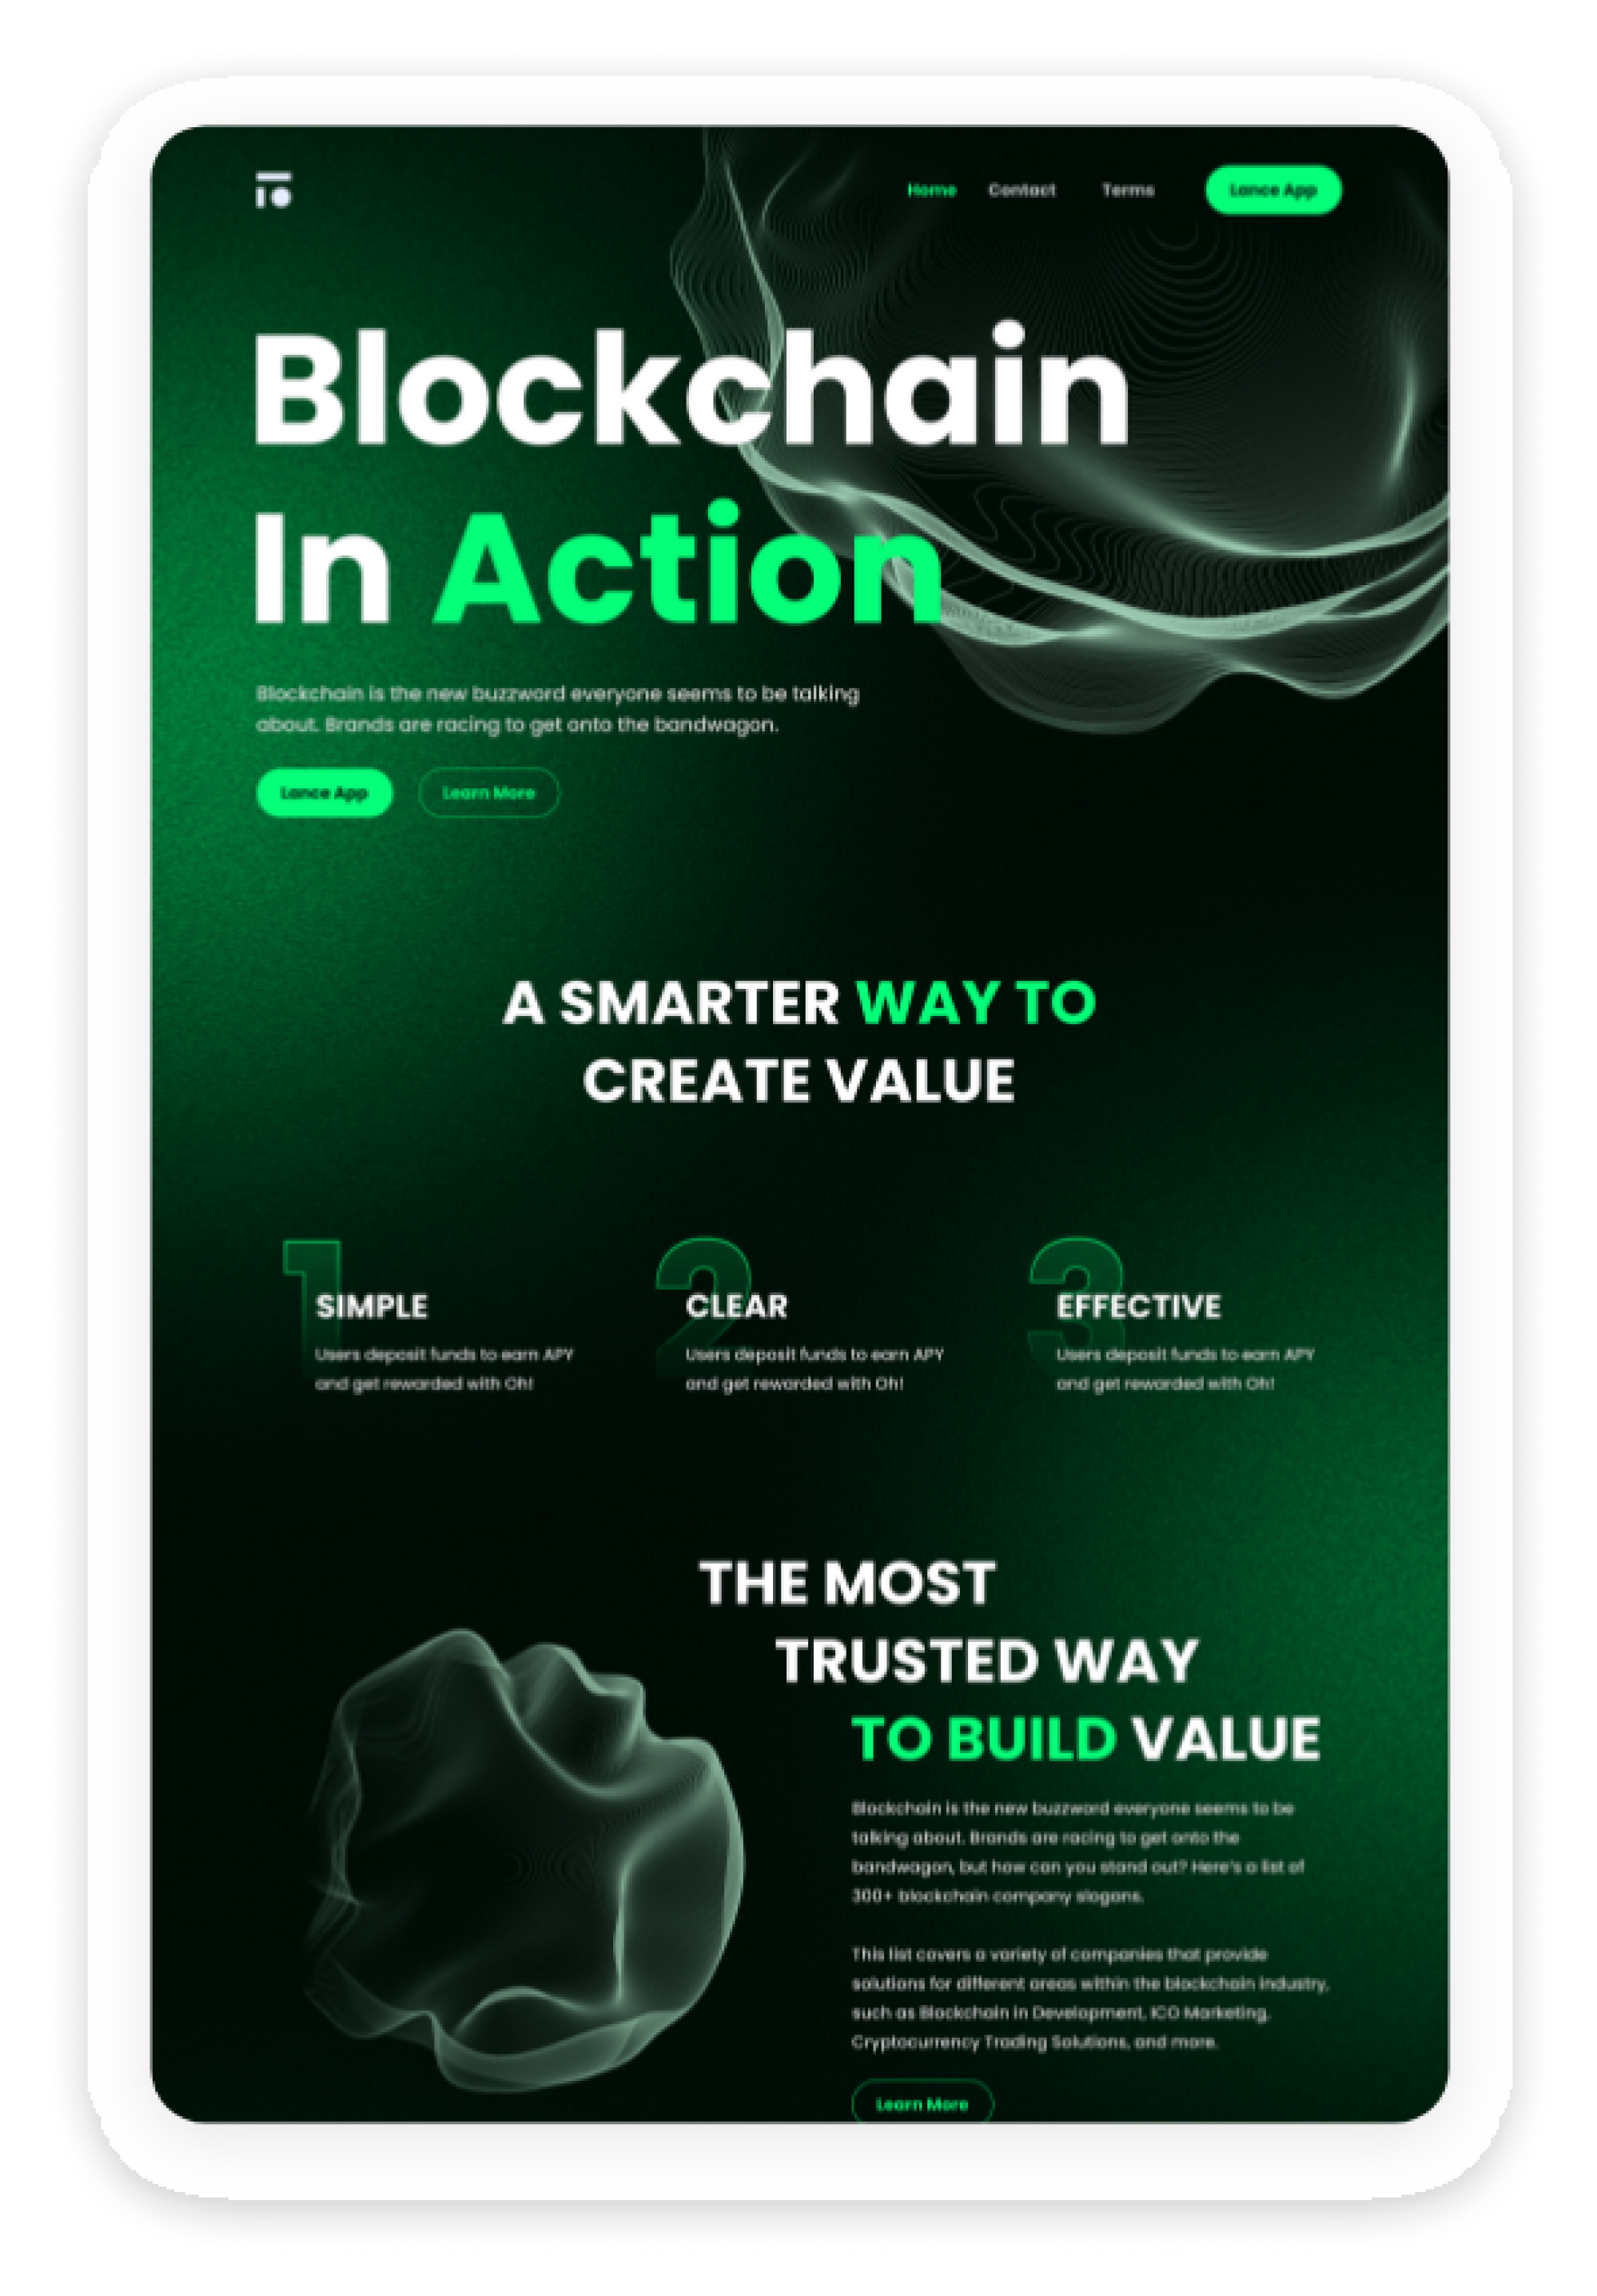 Home Contact Terms Lance App
Blockchain
In Action
Blockchain is the new buzzword everyone seems to be talking
about. Brands are racing to get onto the bandwagon.
Lance App Learn More
A SMARTER WAY TO
CREATE VALUE
1 2 3
SIMPLE
Users deposit funds to earn APY
and get rewarded with Oh!
CLEAR
Users deposit funds to earn APY
and get rewarded with Oh!
EFFECTIVE
Users deposit funds to earn APY
and get rewarded with Oh!
THE MOST
TRUSTED WAY
TO BUILD VALUE
Blockchain is the new buzzword everyone seems to be
talking about. Brands are racing to get onto the
bandwagon, but how can you stand out? Here's a list of
300+ blockchain company slogans.
This list covers a variety of companies that provide
solutions for different areas within the blockchain industry,
such as Blockchain in Development, ICO Marketing,
Cryptocurrency Trading Solutions, and more.
Learn More